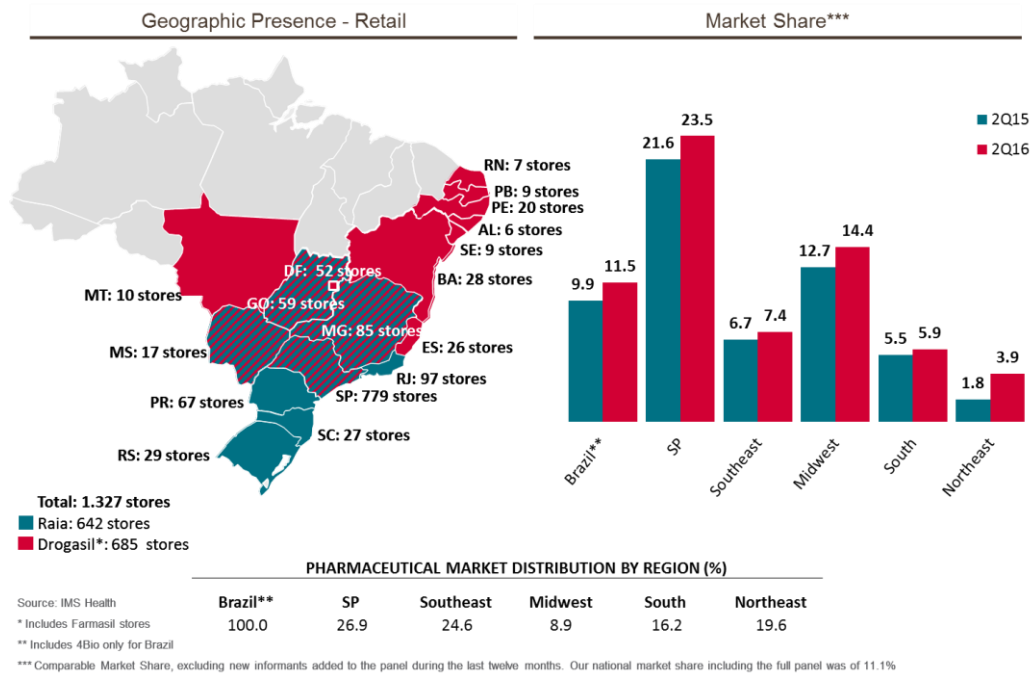 Geographic Presence - Retail
RN: 7 stores
PB: 9 stores
PE: 20 stores
AL: 6 stores
SE: 9 stores
DF: 52 stores
BA: 28 stores
MT: 10 stores
GO: 59 stores
MG: 85 stores
ES: 26 stores
MS: 17 stores
RJ: 97 stores
SP: 779 stores
PR: 67 stores
SC: 27 stores
RS: 29 stores
Total: 1.327 stores
Raia: 642 stores
Drogasil*: 685 stores
Market Share***
2Q15
2Q16
9.9 11.5
21.6 23.5
6.7 7.4
12.7 14.4
5.5 5.9
1.8 3.9
Brazil**
SP
Southeast
Midwest
South
Northeast
PHARMACEUTICAL MARKET DISTRIBUTION BY REGION (%)
Brazil** SP Southeast Midwest South Northeast
100.0 26.9 24.6 8.9 16.2 19.6
Source: IMS Health
* Includes Farmasil stores
** Includes 4Bio only for Brazil
*** Comparable Market Share, excluding new informants added to the panel during the last twelve months. Our national market share including the full panel was of 11.1%